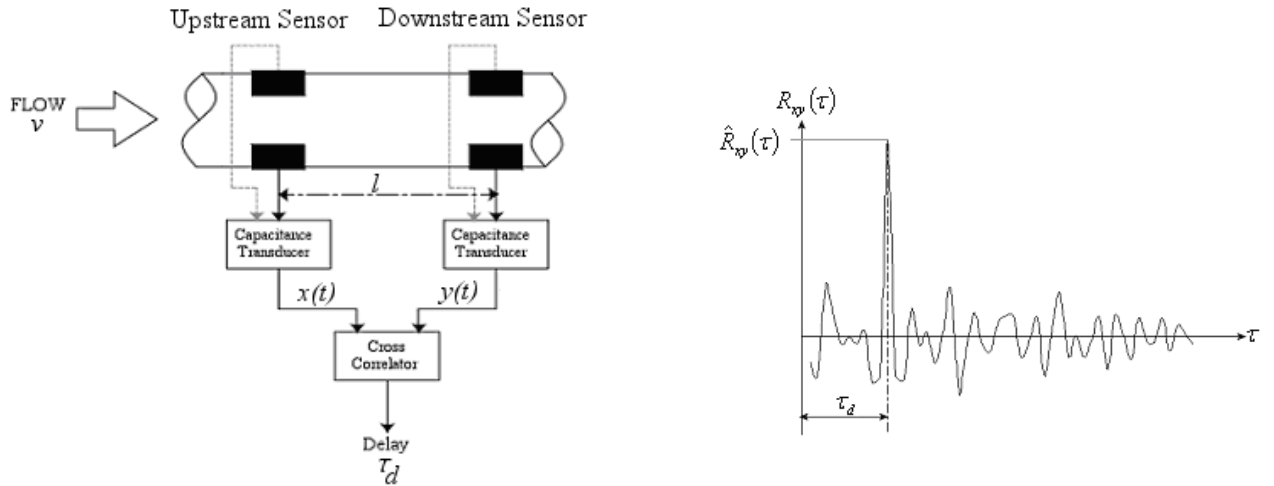 Upstream Sensor
Downstream Sensor
FLOW
v
l
Capacitance
Transducer
Capacitance
Transducer
x(t)
y(t)
Cross
Correlator
Delay
τd
Rxy(τ)
R̂xy(τ)
τ
τd